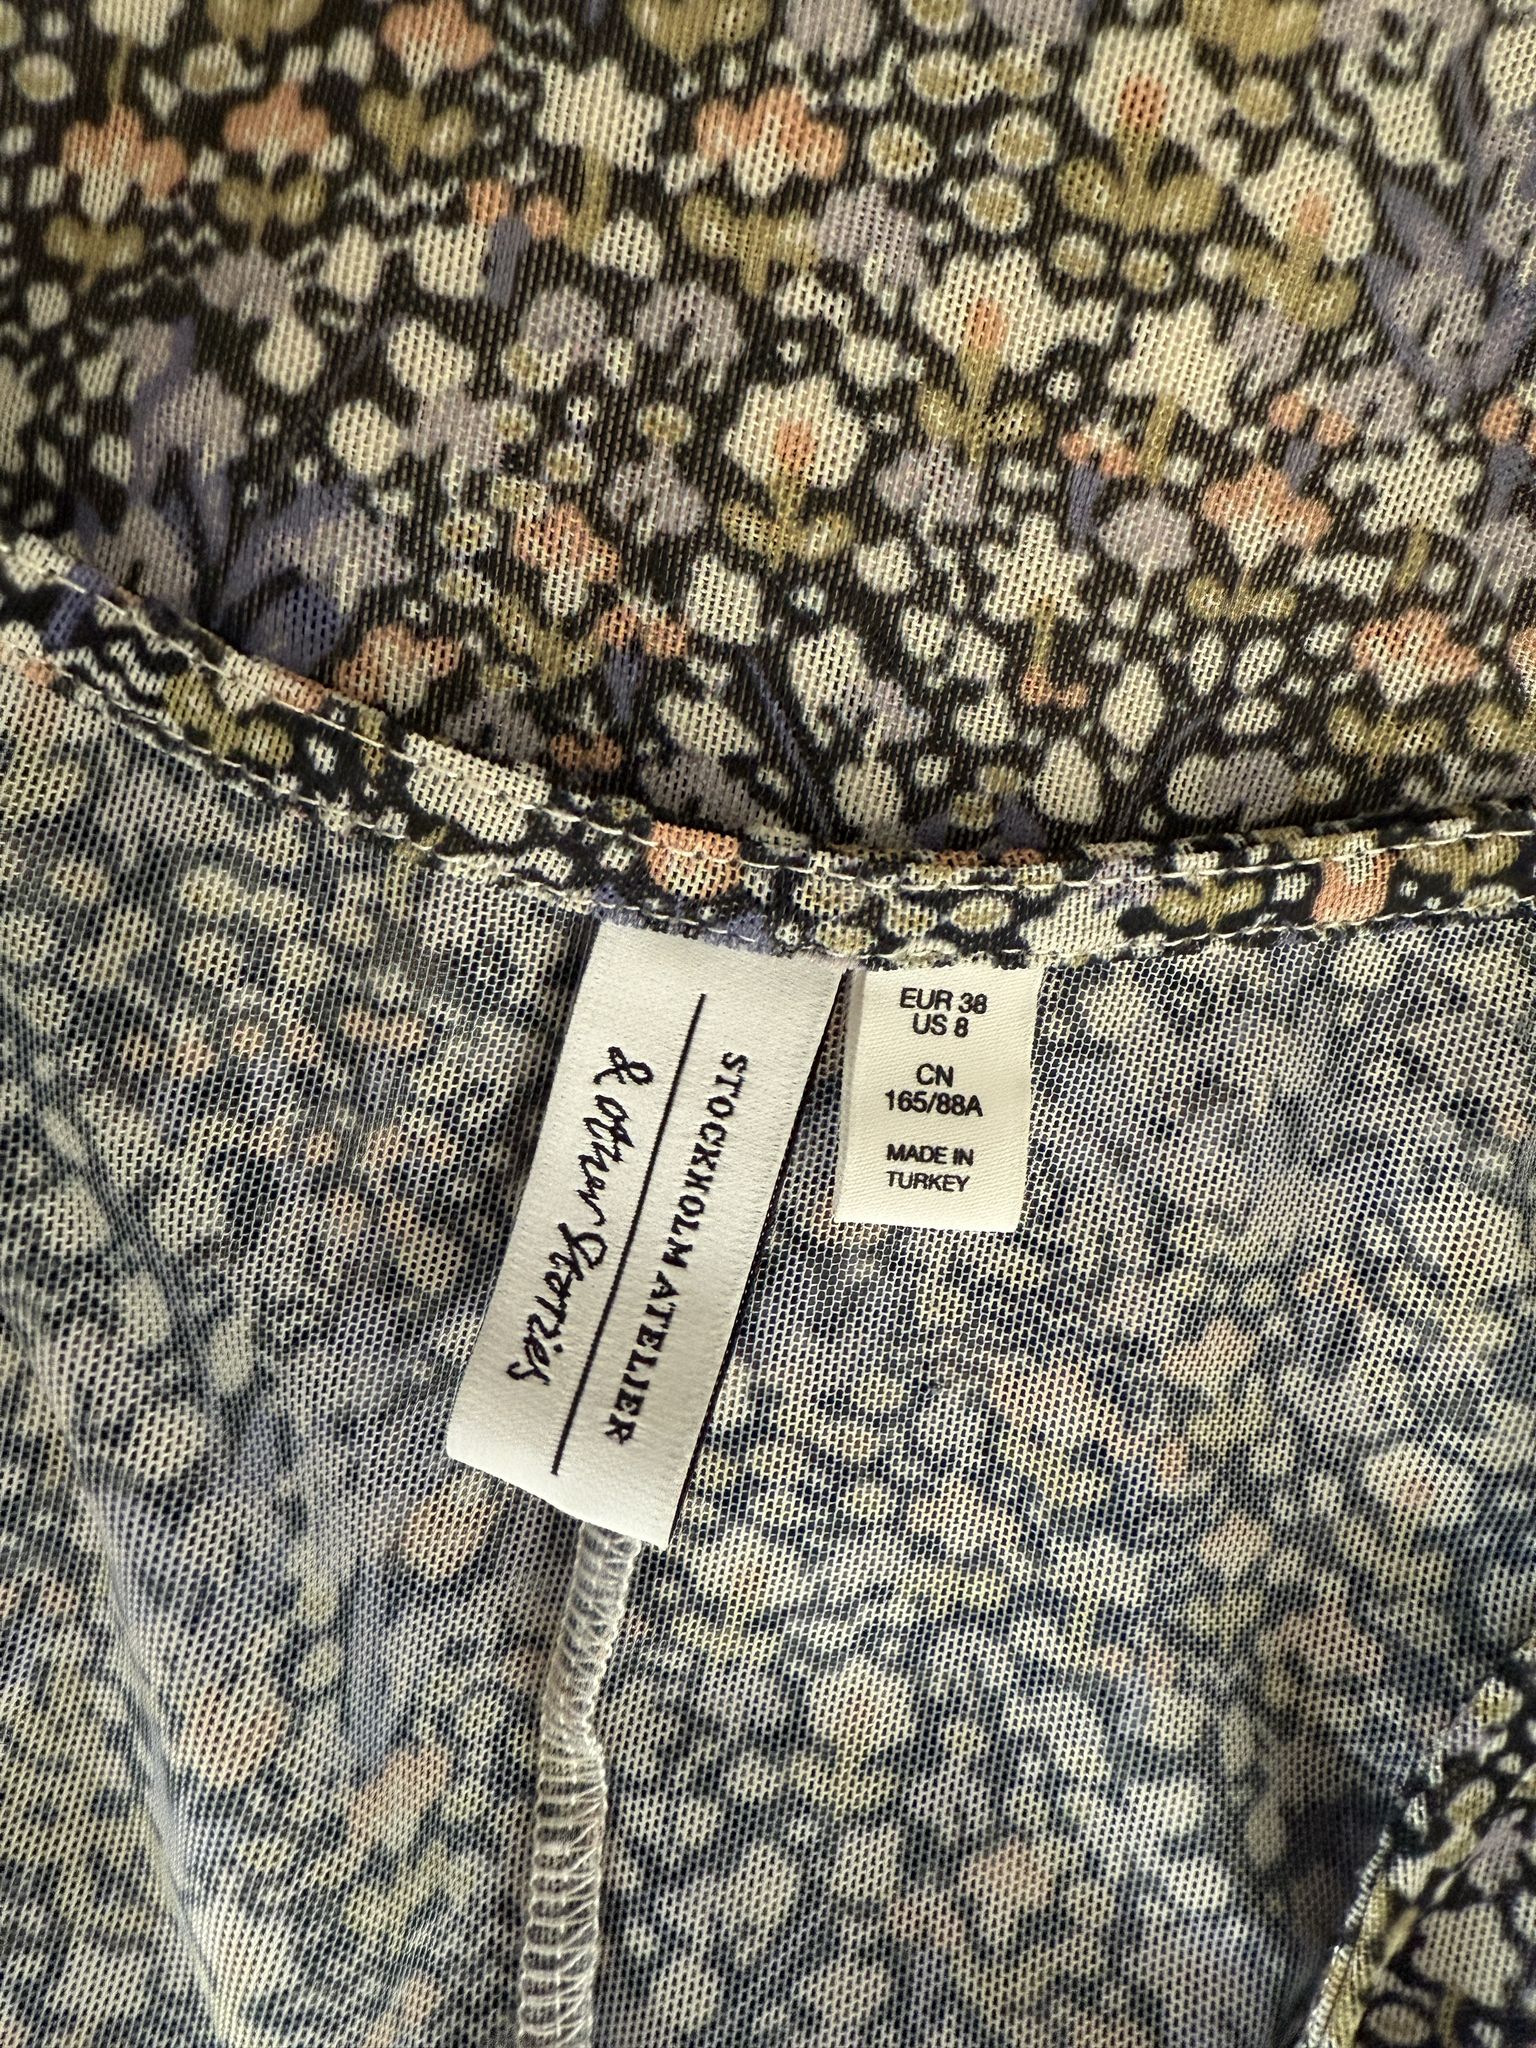 STOCKHOLM ATELIER
& other Stories
EUR 38
US 8
CN
165/88A
MADE IN
TURKEY